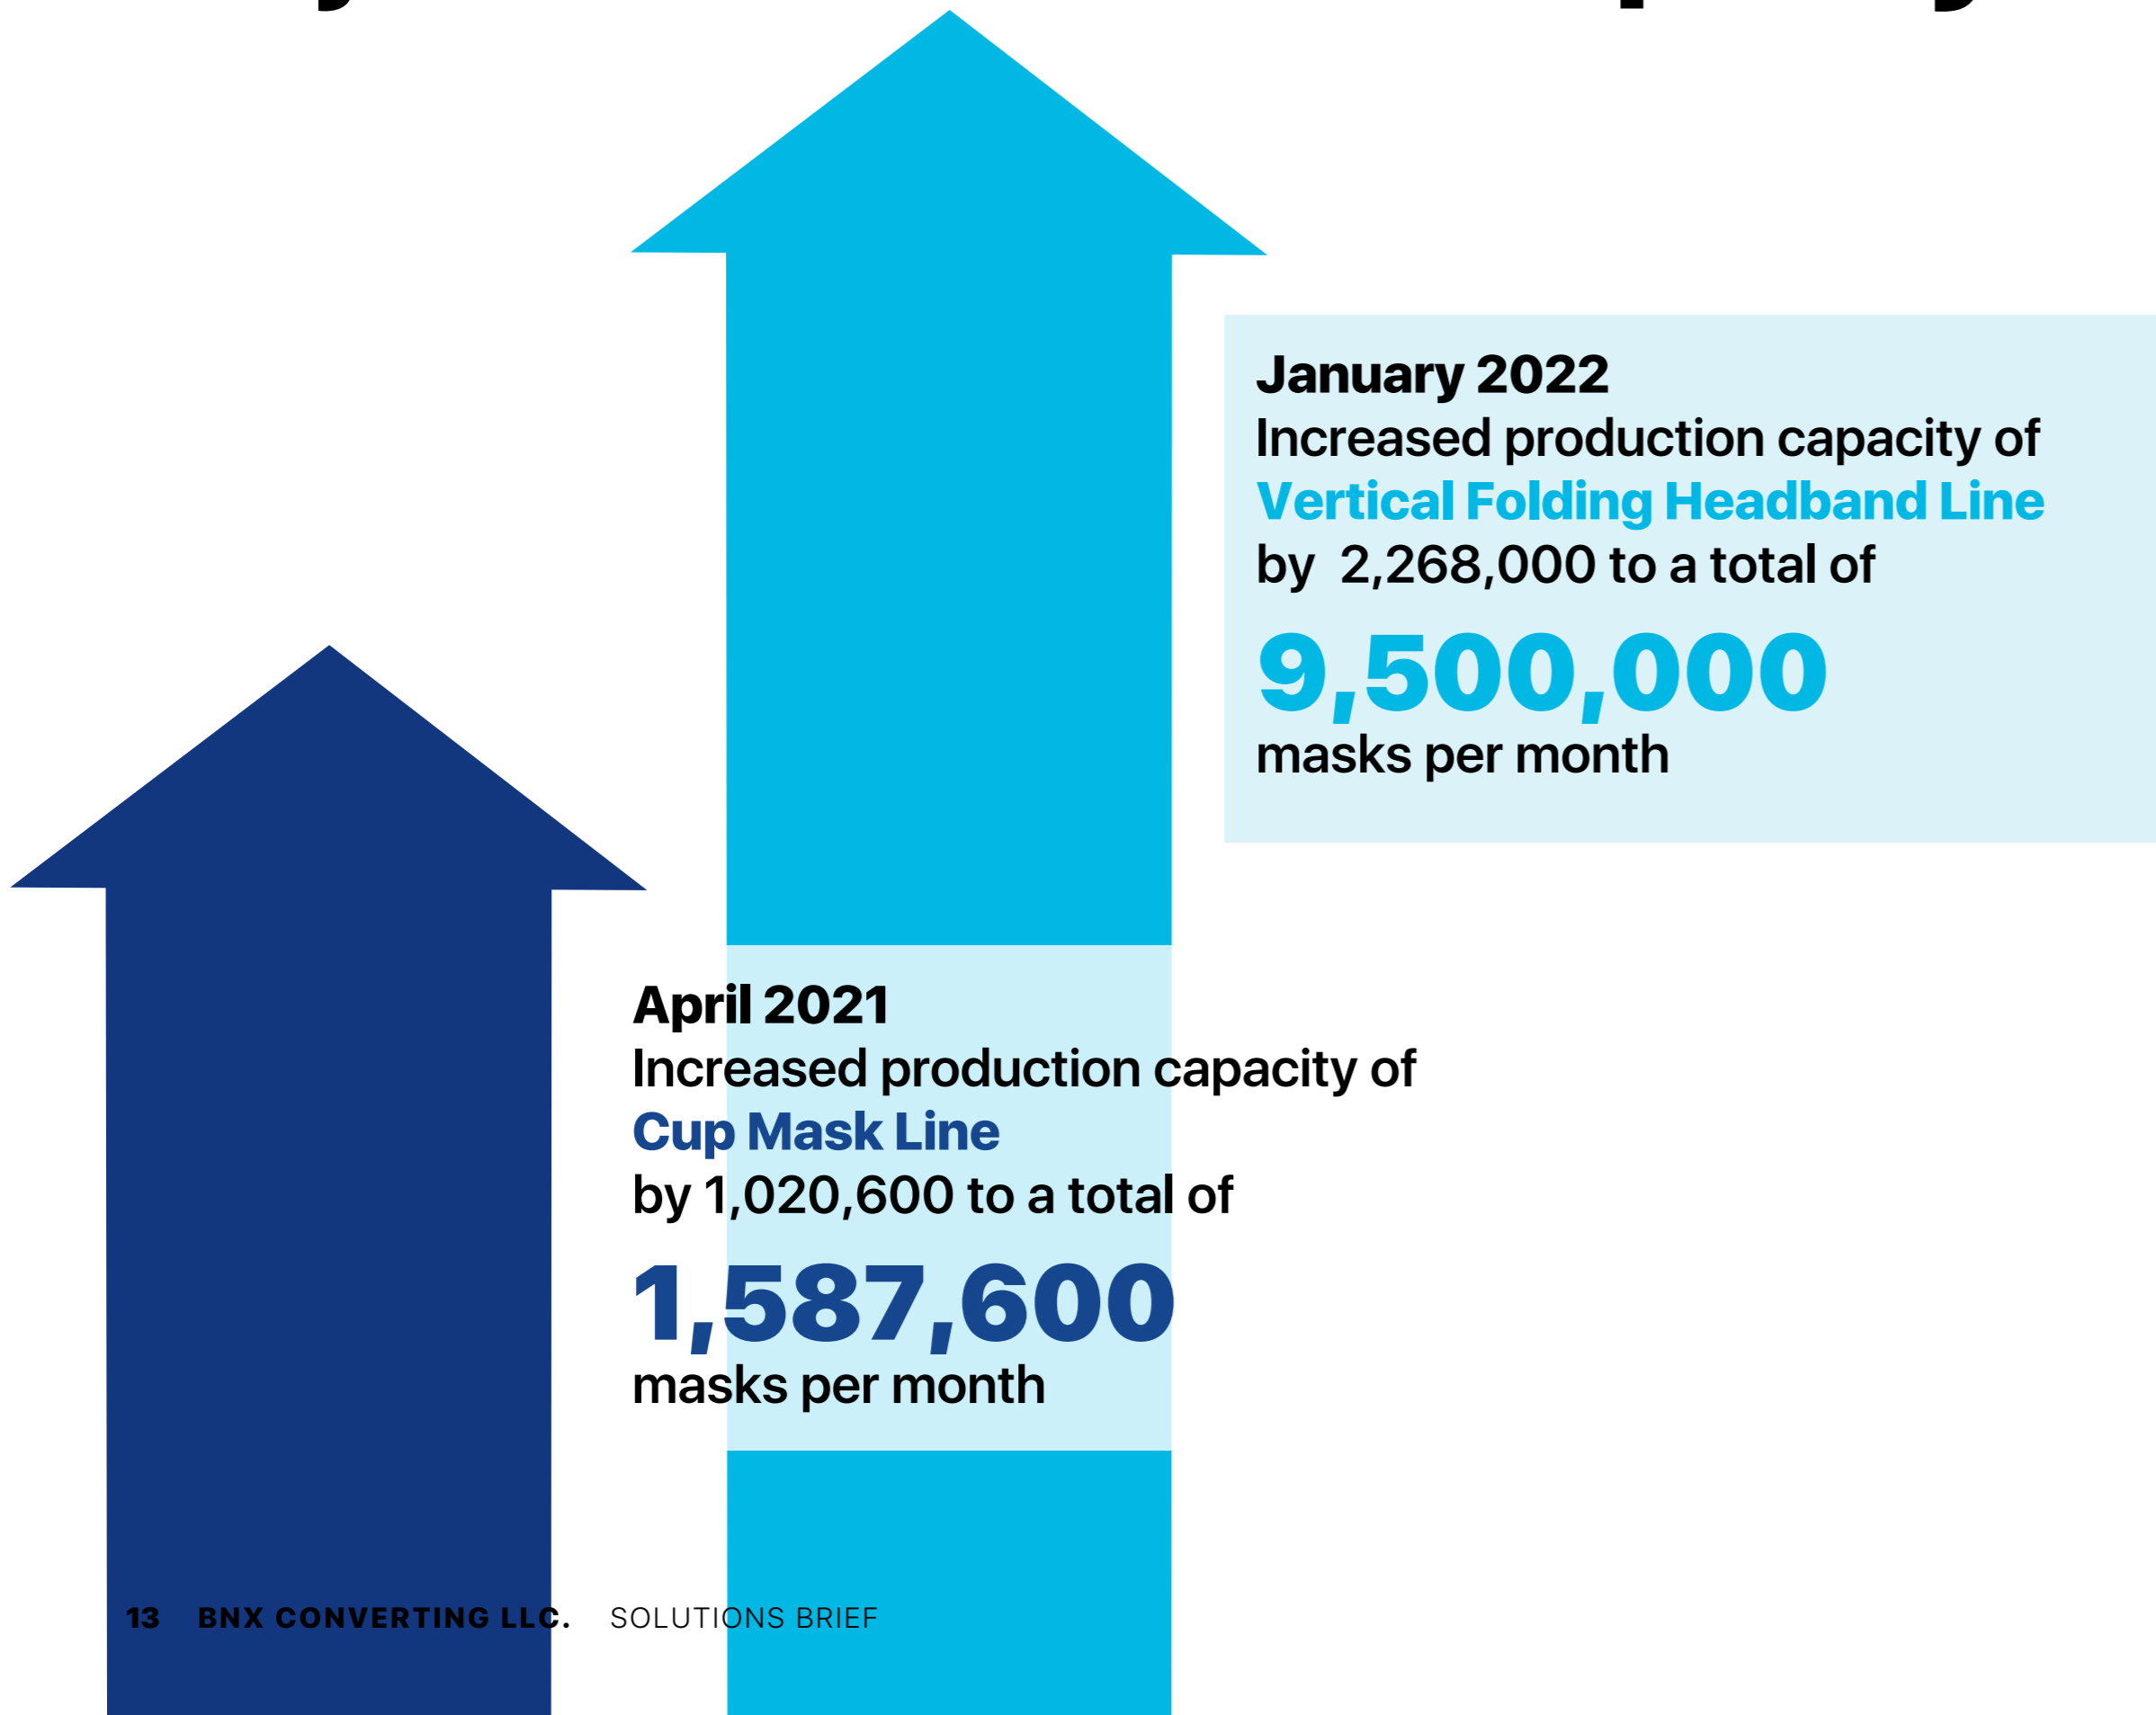 January 2022
Increased production capacity of
Vertical Folding Headband Line
by 2,268,000 to a total of
9,500,000
masks per month
April 2021
Increased production capacity of
Cup Mask Line
by 1,020,600 to a total of
1,587,600
masks per month
13 BNX CONVERTING LLC. SOLUTIONS BRIEF